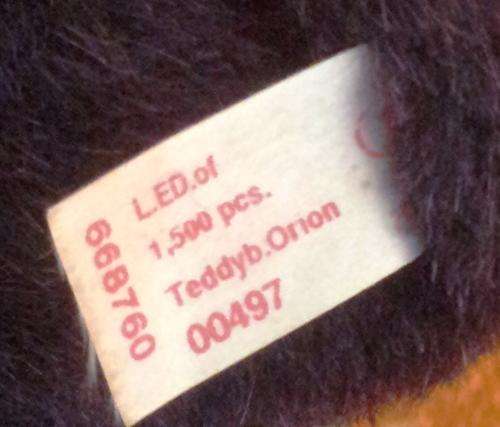 L.ED.of
1,500 pcs.
Teddyb.Orion
00497
668760